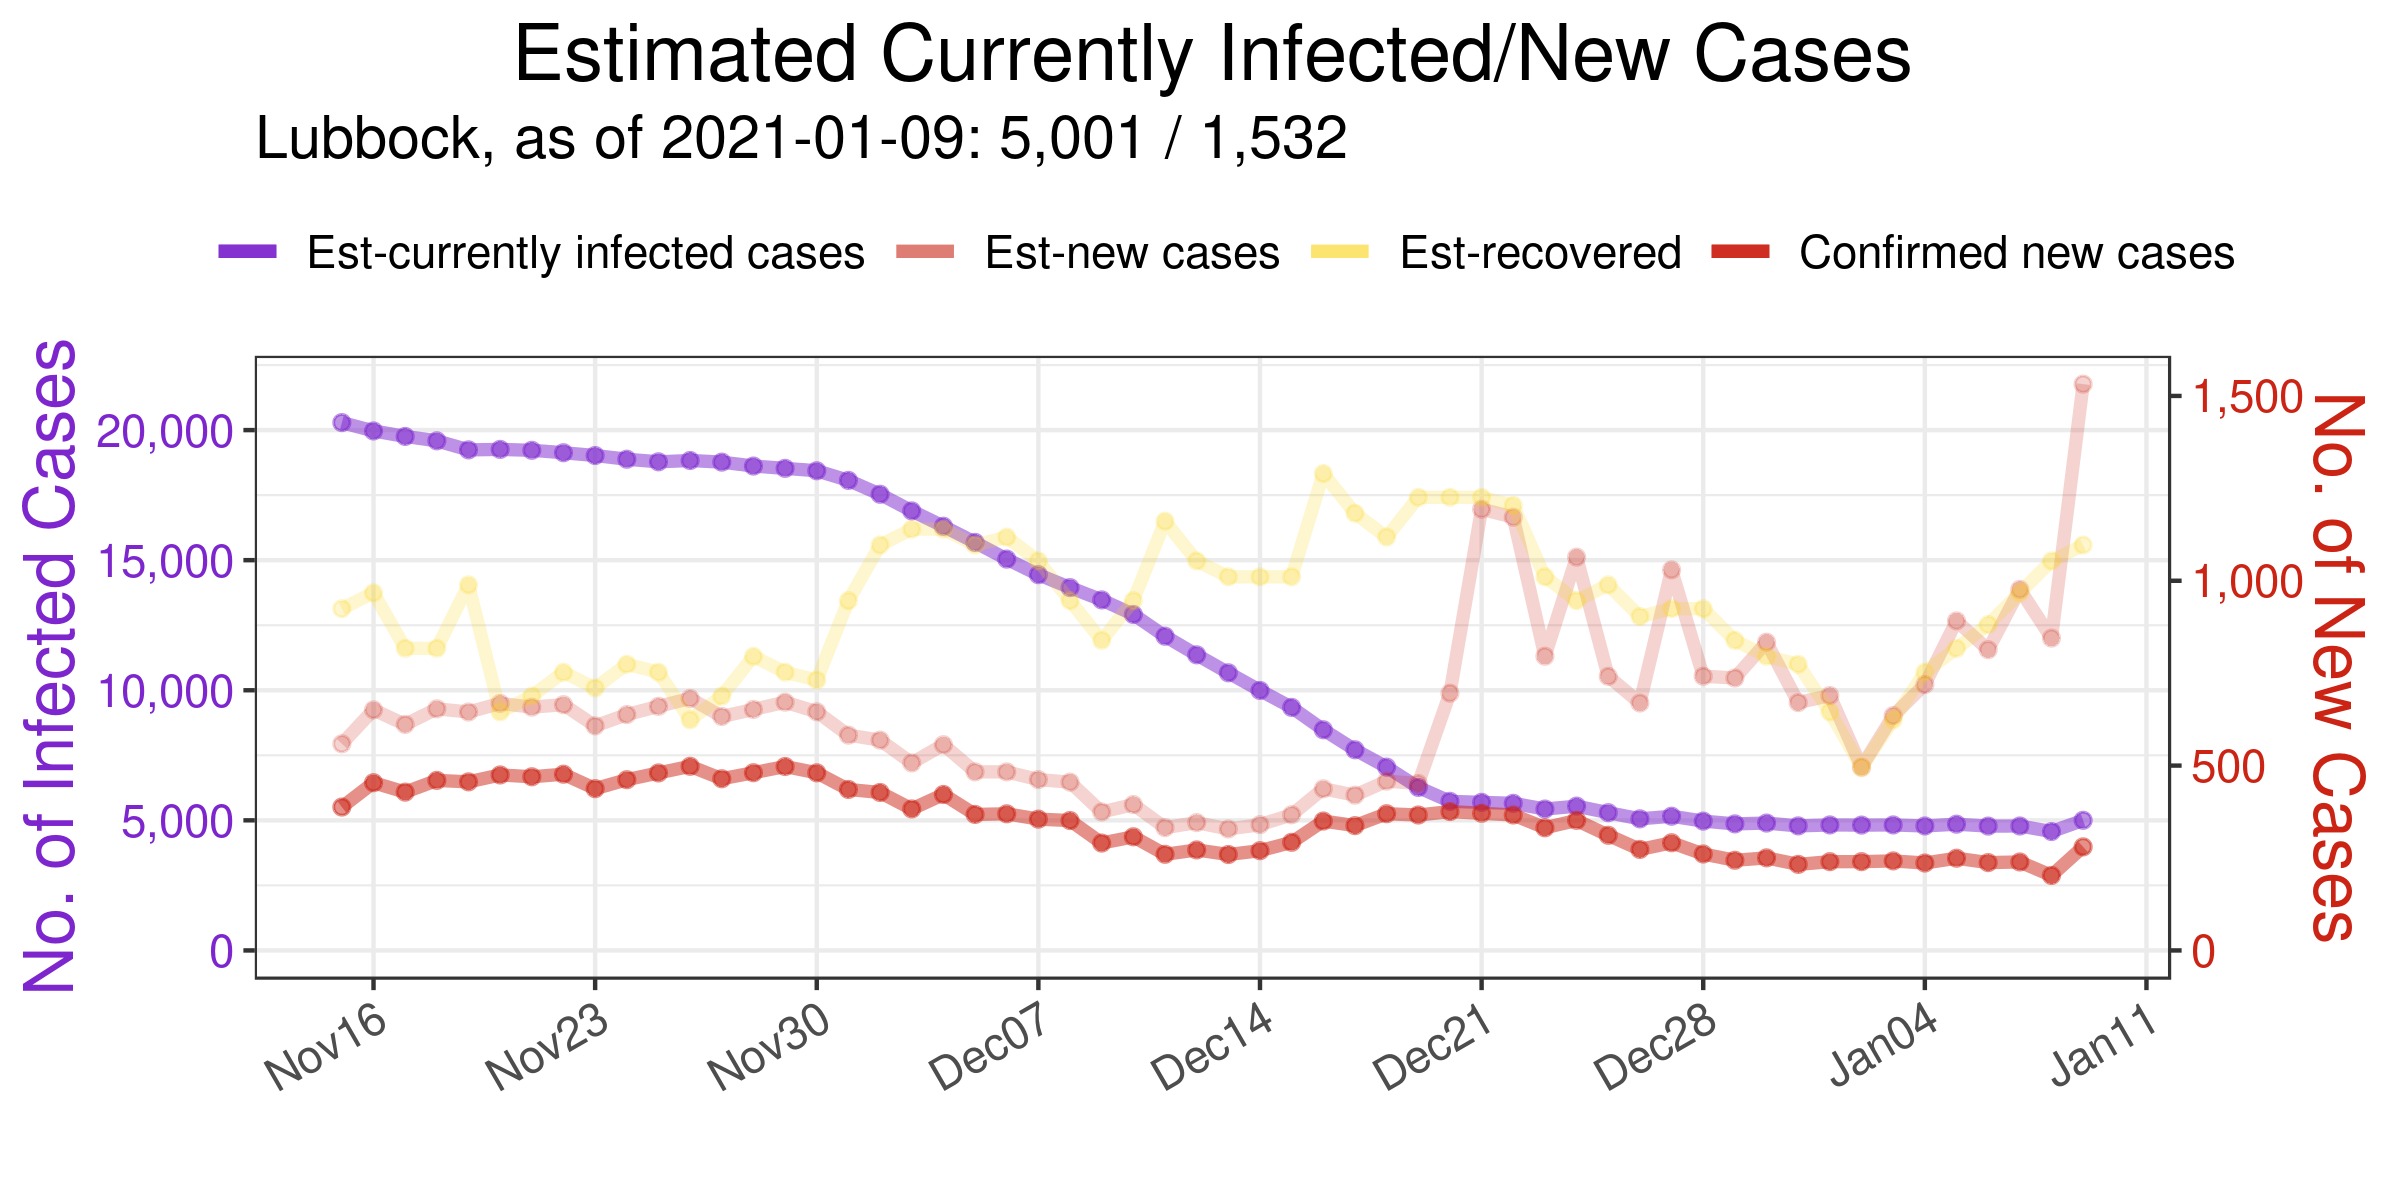 Estimated Currently Infected/New Cases
Lubbock, as of 2021-01-09: 5,001 / 1,532
Est-currently infected cases Est-new cases Est-recovered Confirmed new cases
No. of Infected Cases
20,000
15,000
10,000
5,000
0
1,500
1,000
500
0
No. of New Cases
Nov16 Nov23 Nov30 Dec07 Dec14 Dec21 Dec28 Jan04 Jan11